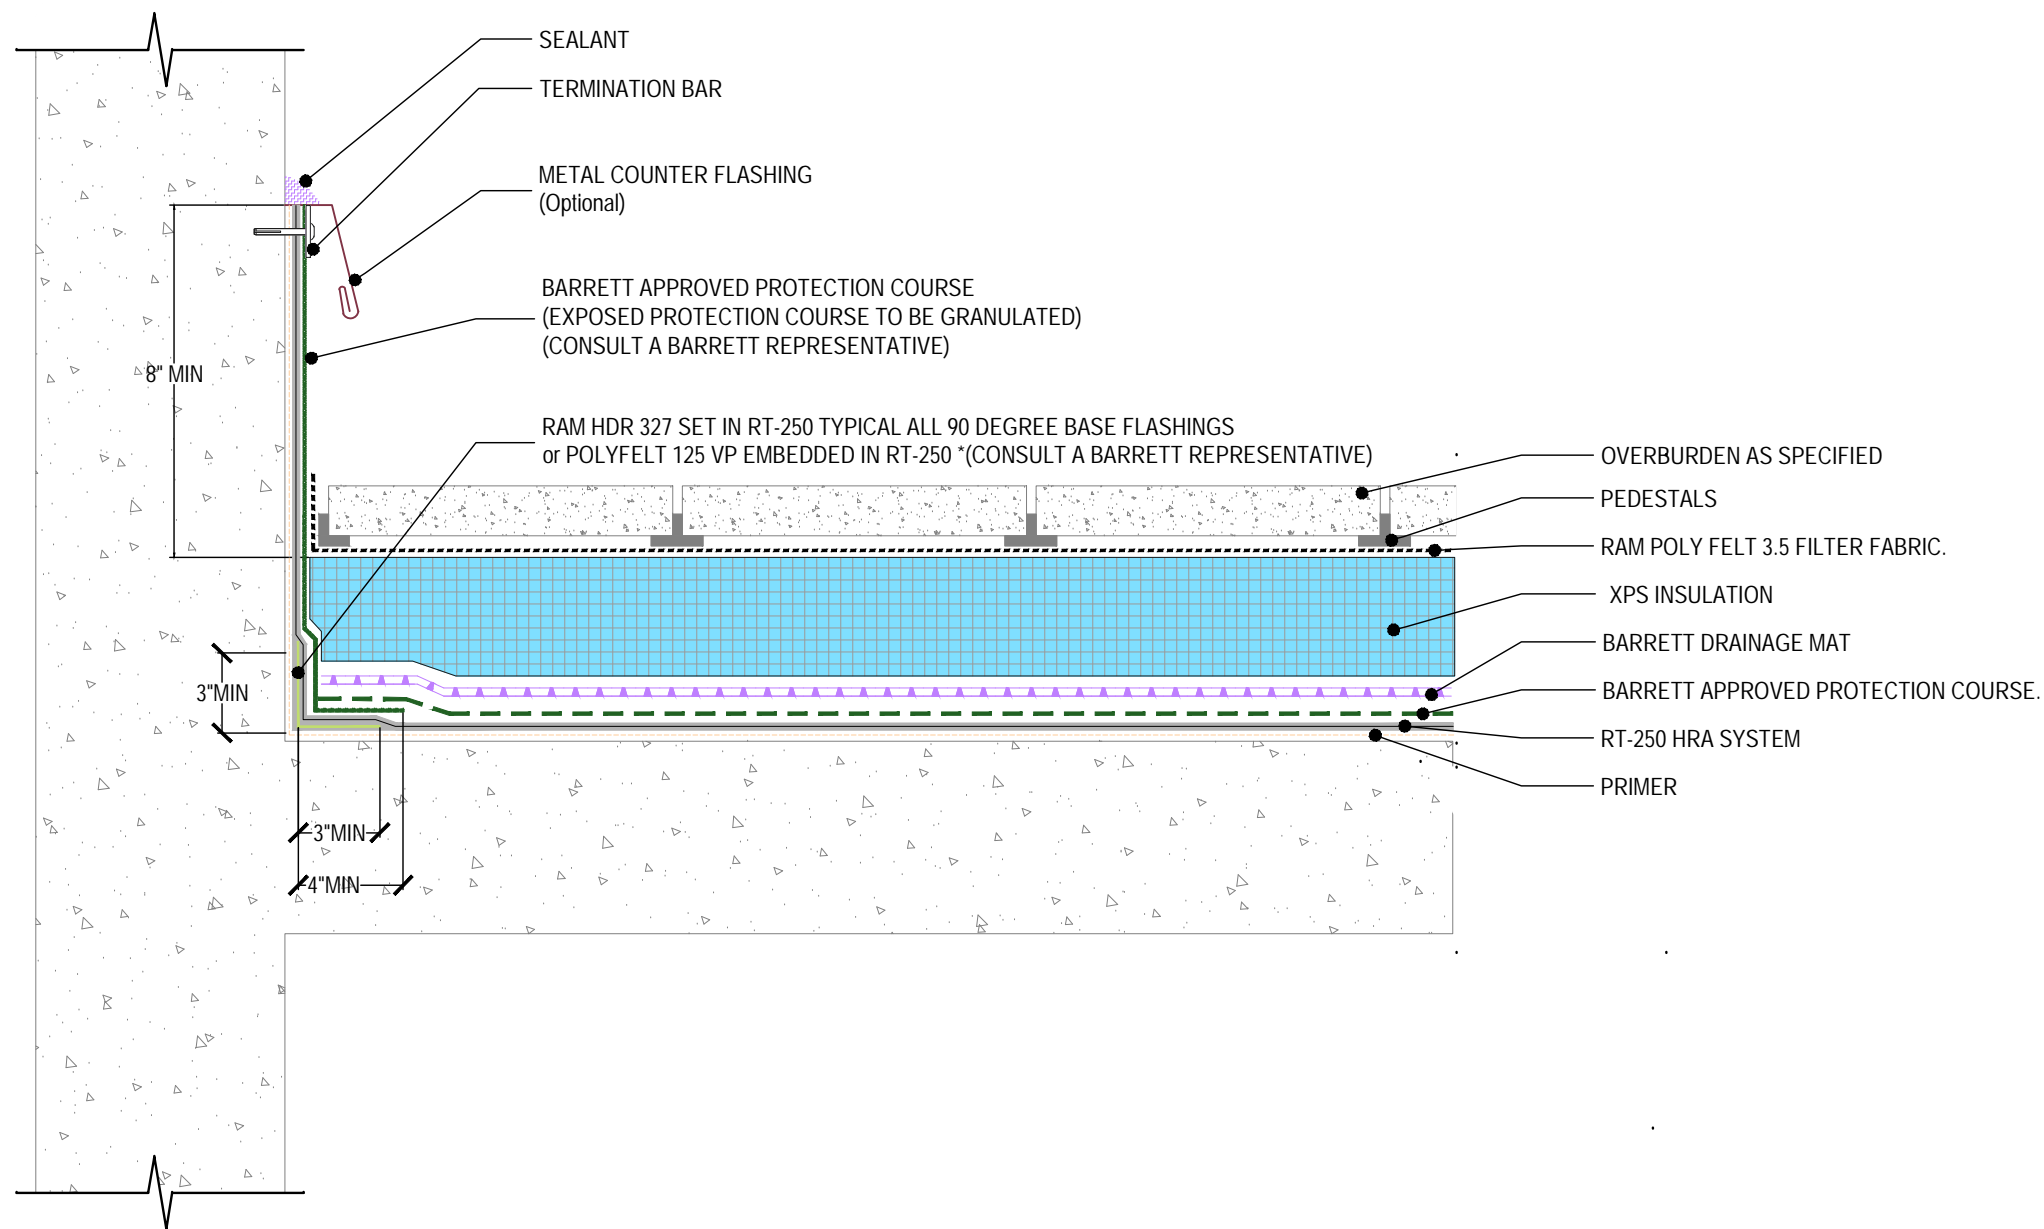 SEALANT
TERMINATION BAR
METAL COUNTER FLASHING
(Optional)
BARRETT APPROVED PROTECTION COURSE
(EXPOSED PROTECTION COURSE TO BE GRANULATED)
(CONSULT A BARRETT REPRESENTATIVE)
8" MIN
RAM HDR 327 SET IN RT-250 TYPICAL ALL 90 DEGREE BASE FLASHINGS
or POLYFELT 125 VP EMBEDDED IN RT-250 *(CONSULT A BARRETT REPRESENTATIVE)
OVERBURDEN AS SPECIFIED
PEDESTALS
RAM POLY FELT 3.5 FILTER FABRIC.
XPS INSULATION
BARRETT DRAINAGE MAT
BARRETT APPROVED PROTECTION COURSE.
RT-250 HRA SYSTEM
PRIMER
3"MIN
3"MIN
4"MIN